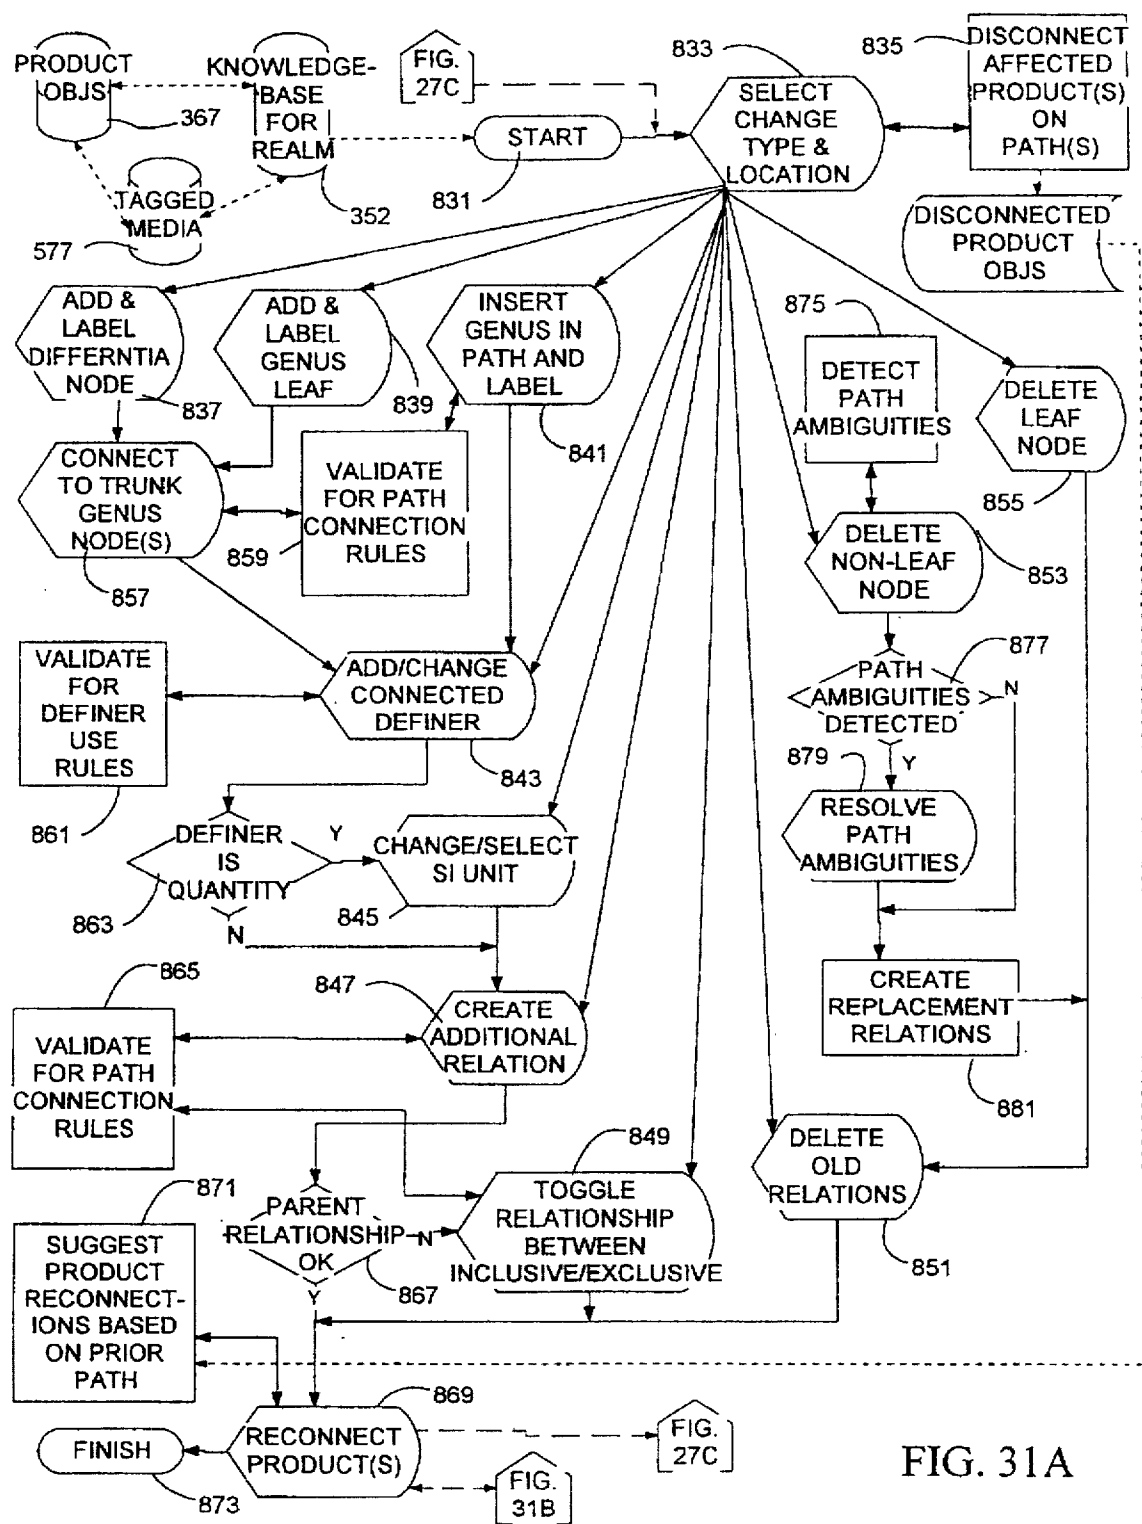 PRODUCT
OBJS
367
KNOWLEDGE-
BASE
FOR
REALM
352
TAGGED
MEDIA
577
FIG.
27C
START
831
833
SELECT
CHANGE
TYPE &
LOCATION
835
DISCONNECT
AFFECTED
PRODUCT(S)
ON
PATH(S)
DISCONNECTED
PRODUCT
OBJS
ADD &
LABEL
DIFFERNTIA
NODE
837
ADD &
LABEL
GENUS
LEAF
839
INSERT
GENUS IN
PATH AND
LABEL
841
875
DETECT
PATH
AMBIGUITIES
DELETE
LEAF
NODE
855
CONNECT
TO TRUNK
GENUS
NODE(S)
857
VALIDATE
FOR PATH
CONNECTION
RULES
859
DELETE
NON-LEAF
NODE
853
VALIDATE
FOR
DEFINER
USE
RULES
861
ADD/CHANGE
CONNECTED
DEFINER
843
PATH
AMBIGUITIES
DETECTED
877
N
Y
879
RESOLVE
PATH
AMBIGUITIES
DEFINER
IS
QUANTITY
863
Y
N
CHANGE/SELECT
SI UNIT
845
865
VALIDATE
FOR PATH
CONNECTION
RULES
847
CREATE
ADDITIONAL
RELATION
CREATE
REPLACEMENT
RELATIONS
881
849
TOGGLE
RELATIONSHIP
BETWEEN
INCLUSIVE/EXCLUSIVE
DELETE
OLD
RELATIONS
851
PARENT
RELATIONSHIP
OK
867
N
Y
871
SUGGEST
PRODUCT
RECONNECT-
IONS BASED
ON PRIOR
PATH
869
RECONNECT
PRODUCT(S)
FINISH
873
FIG.
27C
FIG.
31B
FIG. 31A